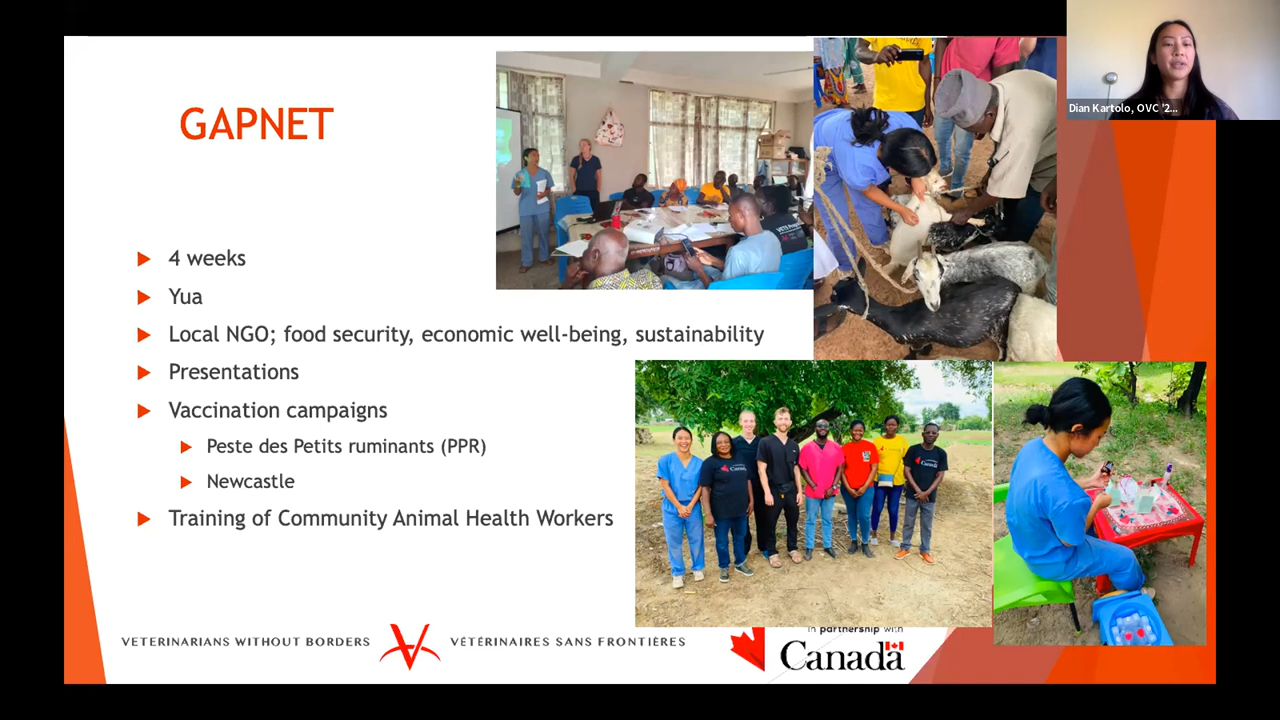 Dian Kartolo, OVC '2...
GAPNET
4 weeks
Yua
Local NGO; food security, economic well-being, sustainability
Presentations
Vaccination campaigns
Peste des Petits ruminants (PPR)
Newcastle
Training of Community Animal Health Workers
VETERINARIANS WITHOUT BORDERS
VÉTÉRINAIRES SANS FRONTIÈRES
in partnership with
Canada
Canada